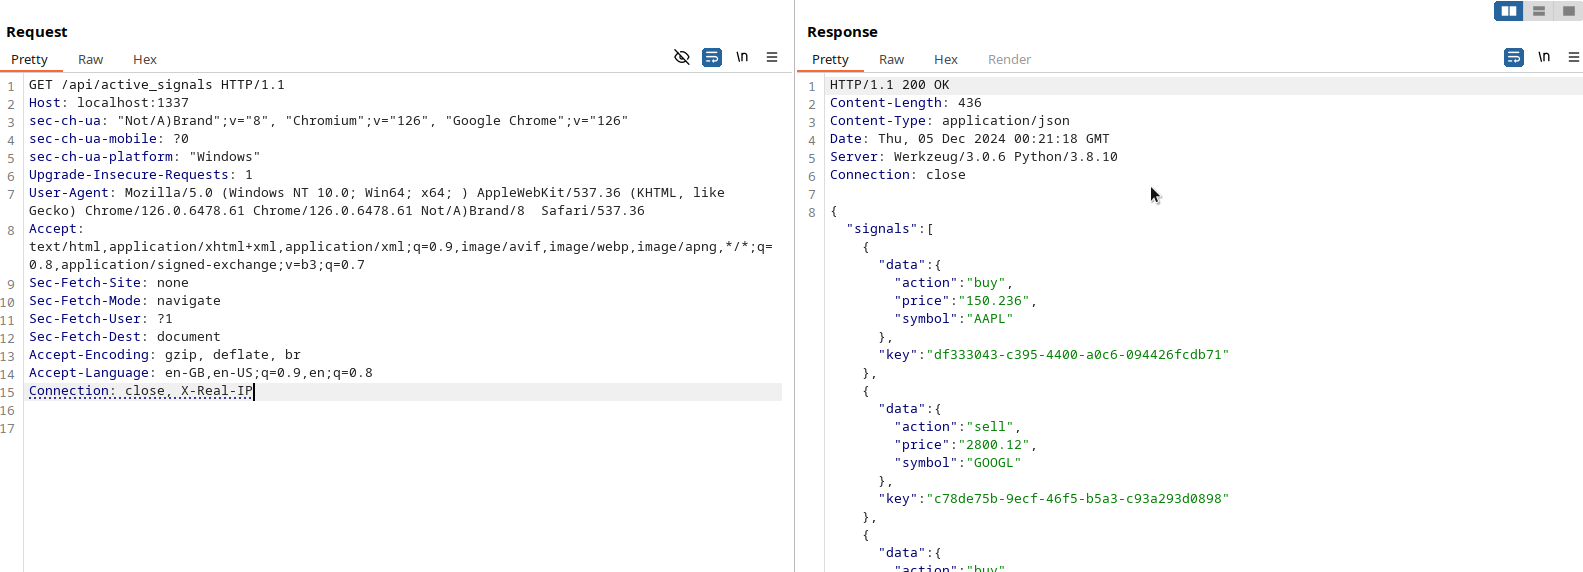 Request
Pretty Raw Hex
\n
1 GET /api/active_signals HTTP/1.1
2 Host: localhost:1337
3 sec-ch-ua: "Not/A)Brand";v="8", "Chromium";v="126", "Google Chrome";v="126"
4 sec-ch-ua-mobile: ?0
5 sec-ch-ua-platform: "Windows"
6 Upgrade-Insecure-Requests: 1
7 User-Agent: Mozilla/5.0 (Windows NT 10.0; Win64; x64; ) AppleWebKit/537.36 (KHTML, like
Gecko) Chrome/126.0.6478.61 Chrome/126.0.6478.61 Not/A)Brand/8  Safari/537.36
8 Accept:
text/html,application/xhtml+xml,application/xml;q=0.9,image/avif,image/webp,image/apng,*/*;q=
0.8,application/signed-exchange;v=b3;q=0.7
9 Sec-Fetch-Site: none
10 Sec-Fetch-Mode: navigate
11 Sec-Fetch-User: ?1
12 Sec-Fetch-Dest: document
13 Accept-Encoding: gzip, deflate, br
14 Accept-Language: en-GB,en-US;q=0.9,en;q=0.8
15 Connection: close, X-Real-IP
16
17
Response
Pretty Raw Hex Render
\n
1 HTTP/1.1 200 OK
2 Content-Length: 436
3 Content-Type: application/json
4 Date: Thu, 05 Dec 2024 00:21:18 GMT
5 Server: Werkzeug/3.0.6 Python/3.8.10
6 Connection: close
7
8 {
"signals":[
{
"data":{
"action":"buy",
"price":"150.236",
"symbol":"AAPL"
},
"key":"df333043-c395-4400-a0c6-094426fcdb71"
},
{
"data":{
"action":"sell",
"price":"2800.12",
"symbol":"GOOGL"
},
"key":"c78de75b-9ecf-46f5-b5a3-c93a293d0898"
},
{
"data":{
"action":"buy"